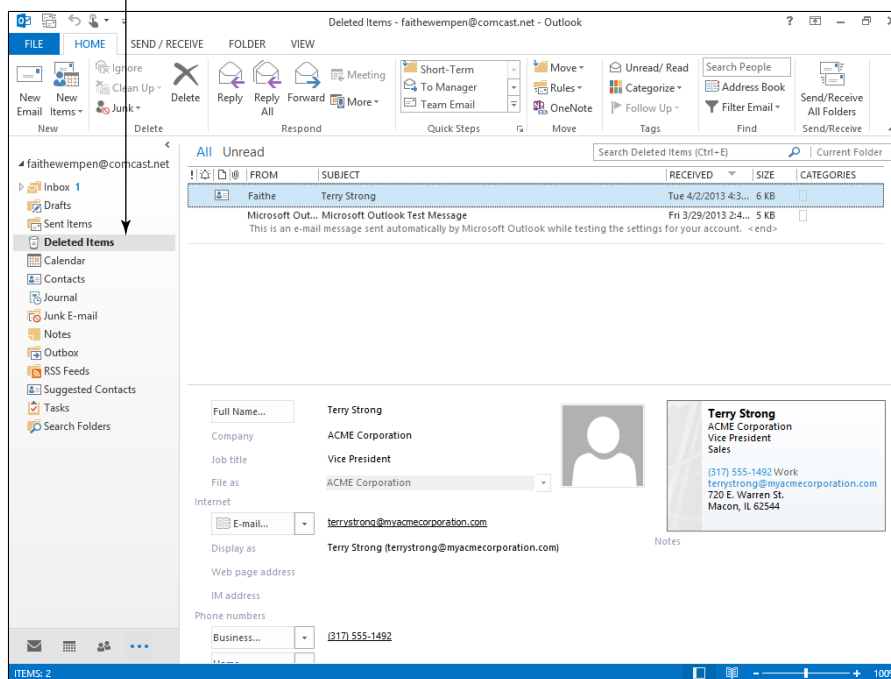 Deleted Items - faithewempen@comcast.net - Outlook
FILE HOME SEND / RECEIVE FOLDER VIEW
New Email
New Items
New
Ignore
Clean Up
Junk
Delete
Delete
Reply
Reply All
Forward
Meeting
More
Respond
Short-Term
To Manager
Team Email
Quick Steps
Move
Rules
OneNote
Move
Unread/ Read
Categorize
Follow Up
Tags
Search People
Address Book
Filter Email
Find
Send/Receive All Folders
Send/Receive
faithewempen@comcast.net
Inbox 1
Drafts
Sent Items
Deleted Items
Calendar
Contacts
Journal
Junk E-mail
Notes
Outbox
RSS Feeds
Suggested Contacts
Tasks
Search Folders
All Unread
Search Deleted Items (Ctrl+E) Current Folder
! FROM SUBJECT RECEIVED SIZE CATEGORIES
Faithe Terry Strong Tue 4/2/2013 4:3... 6 KB
Microsoft Out... Microsoft Outlook Test Message Fri 3/29/2013 2:4... 5 KB
This is an e-mail message sent automatically by Microsoft Outlook while testing the settings for your account. <end>
Full Name... Terry Strong
Company ACME Corporation
Job title Vice President
File as ACME Corporation
Internet
E-mail... terrystrong@myacmecorporation.com
Display as Terry Strong (terrystrong@myacmecorporation.com)
Web page address
IM address
Phone numbers
Business... (317) 555-1492
Terry Strong
ACME Corporation
Vice President
Sales
(317) 555-1492 Work
terrystrong@myacmecorporation.com
720 E. Warren St.
Macon, IL 62544
Notes
ITEMS: 2
100%